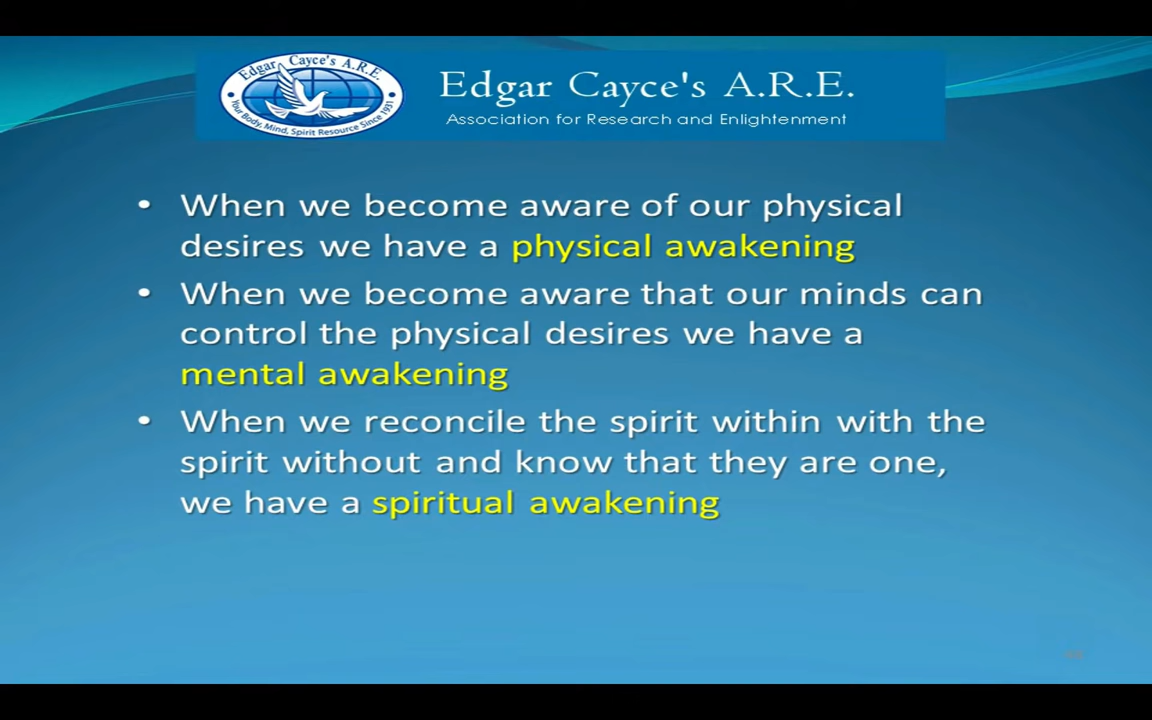 Edgar Cayce's A.R.E.
Your Body, Mind, Spirit Resource Since 1931
Edgar Cayce's A.R.E.
Association for Research and Enlightenment
• When we become aware of our physical
desires we have a physical awakening
• When we become aware that our minds can
control the physical desires we have a
mental awakening
• When we reconcile the spirit within with the
spirit without and know that they are one,
we have a spiritual awakening